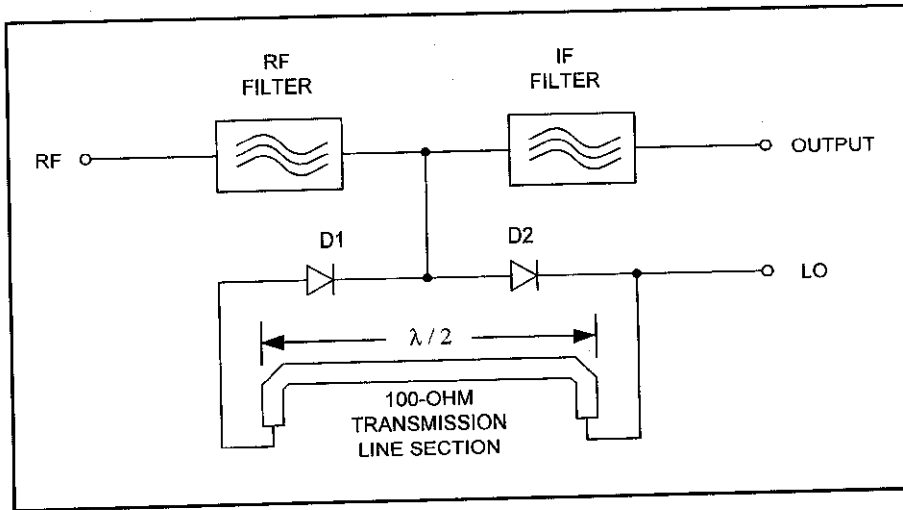 RF
FILTER
IF
FILTER
RF
OUTPUT
D1
D2
LO
λ / 2
100-OHM
TRANSMISSION
LINE SECTION